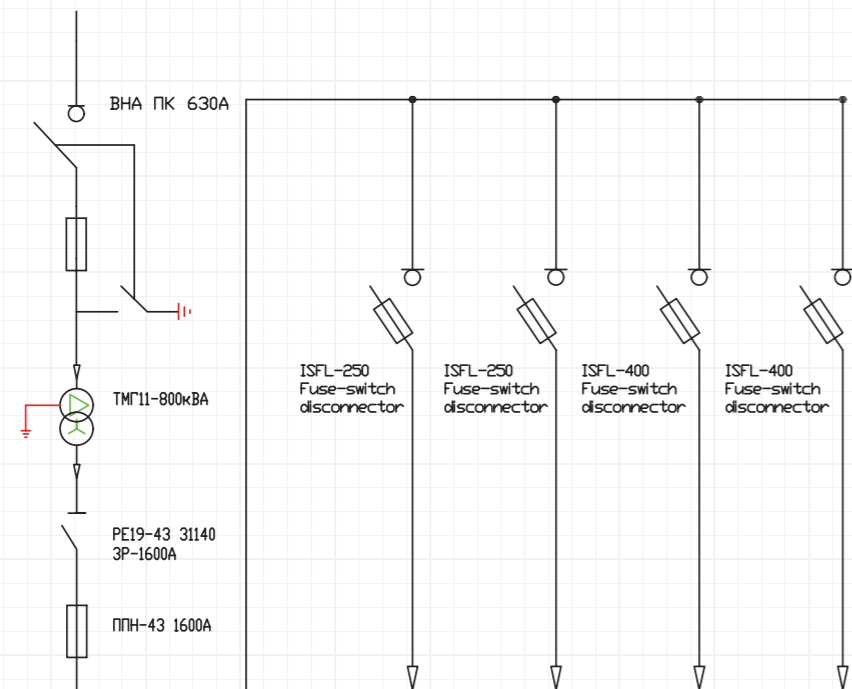 ВНА ПК 630А
ISFL-250
Fuse-switch
disconnector
ISFL-250
Fuse-switch
disconnector
ISFL-400
Fuse-switch
disconnector
ISFL-400
Fuse-switch
disconnector
ТМГ11-800кВА
РЕ19-43 31140
3Р-1600А
ППН-43 1600А